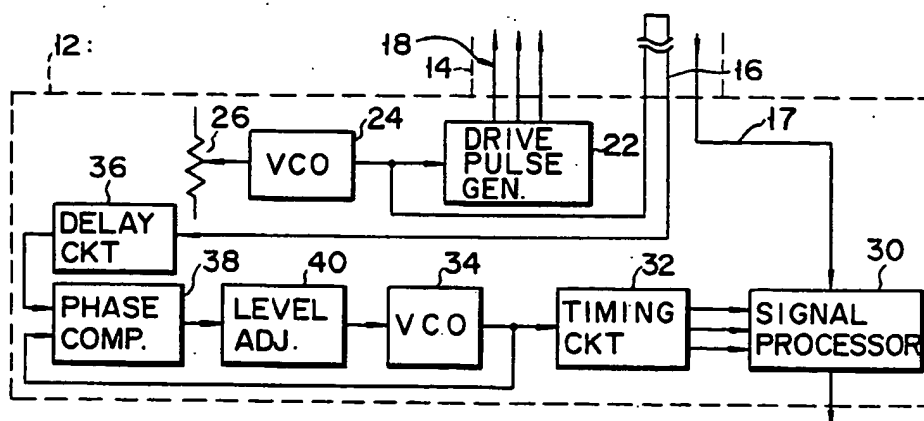 12:
18
14
16
17
26
24
VCO
DRIVE
PULSE
GEN.
22
36
DELAY
CKT
38
PHASE
COMP.
40
LEVEL
ADJ.
34
V.C.O
32
TIMING
CKT
30
SIGNAL
PROCESSOR